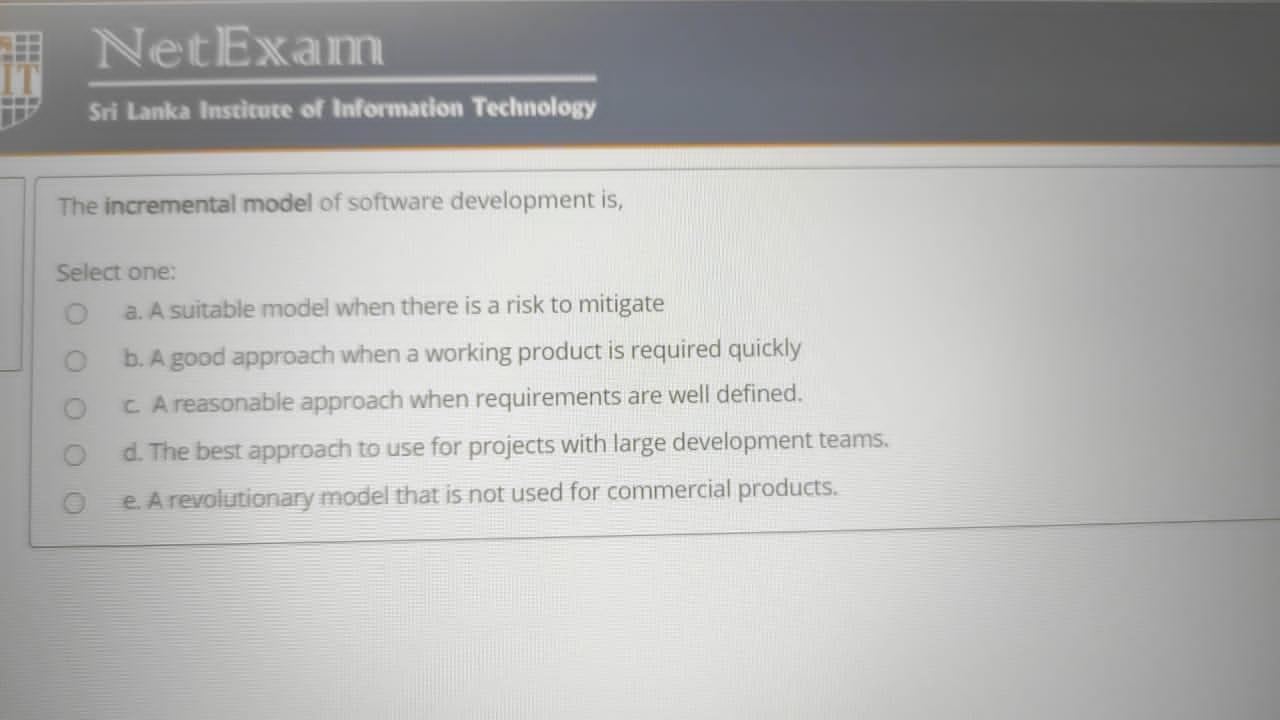 IT
NetExam
Sri Lanka Institute of Information Technology
The incremental model of software development is,
Select one:
a. A suitable model when there is a risk to mitigate
b. A good approach when a working product is required quickly
c. A reasonable approach when requirements are well defined.
d. The best approach to use for projects with large development teams.
e. A revolutionary model that is not used for commercial products.